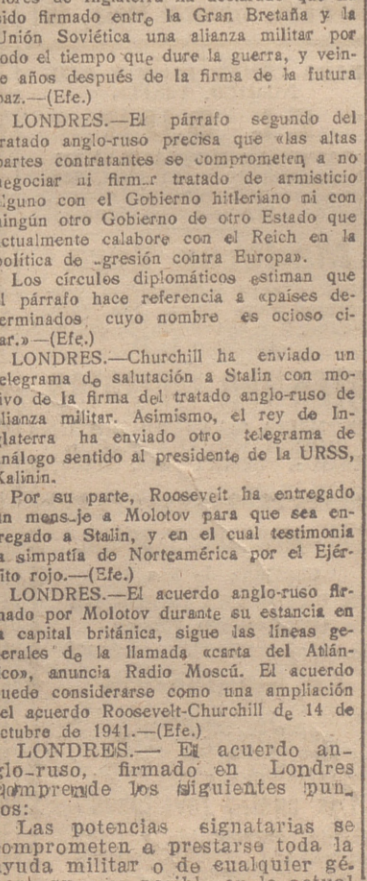 sido firmado entre la Gran Bretaña y la
Unión Soviética una alianza militar por
todo el tiempo que dure la guerra, y vein-
te años después de la firma de la futura
paz.—(Efe.)
LONDRES.—El párrafo segundo del
tratado anglo-ruso precisa que «las altas
partes contratantes se comprometen a no
negociar ni firm_r tratado de armisticio
alguno con el Gobierno hitleriano ni con
ningún otro Gobierno de otro Estado que
actualmente calabore con el Reich en la
política de _gresión contra Europa».
Los círculos diplomáticos estiman que
el párrafo hace referencia a «países de-
terminados cuyo nombre es ocioso ci-
tar.»—(Efe.)
LONDRES.—Churchill ha enviado un
telegrama de salutación a Stalin con mo-
tivo de la firma del tratado anglo-ruso de
alianza militar. Asimismo, el rey de In-
glaterra ha enviado otro telegrama de
análogo sentido al presidente de la URSS,
Kalinin.
Por su parte, Roosevelt ha entregado
un mens_je a Molotov para que sea en-
tregado a Stalin, y en el cual testimonia
la simpatía de Norteamérica por el Ejér-
cito rojo.—(Efe.)
LONDRES.—El acuerdo anglo-ruso fir-
mado por Molotov durante su estancia en
la capital británica, sigue las líneas ge-
nerales de la llamada «carta del Atlán-
tico», anuncia Radio Moscú. El acuerdo
puede considerarse como una ampliación
del acuerdo Roosevelt-Churchill de 14 de
octubre de 1941.—(Efe.)
LONDRES.— El acuerdo an-
glo-ruso, firmado en Londres
comprende los siguientes pun-
tos:
Las potencias signatarias se
comprometen a prestarse toda la
ayuda militar o de cualquier gé-